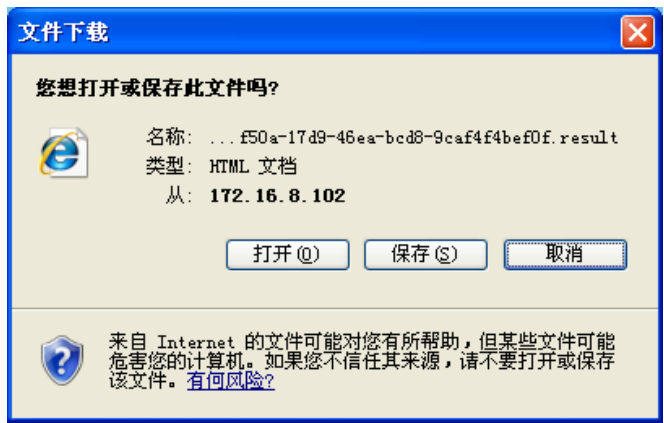 文件下载
您想打开或保存此文件吗?
名称: ...f50a-17d9-46ea-bcd8-9caf4f4bef0f.result
类型: HTML 文档
从: 172.16.8.102
打开(O) 保存(S) 取消
来自 Internet 的文件可能对您有所帮助，但某些文件可能
危害您的计算机。如果您不信任其来源，请不要打开或保存
该文件。有何风险?